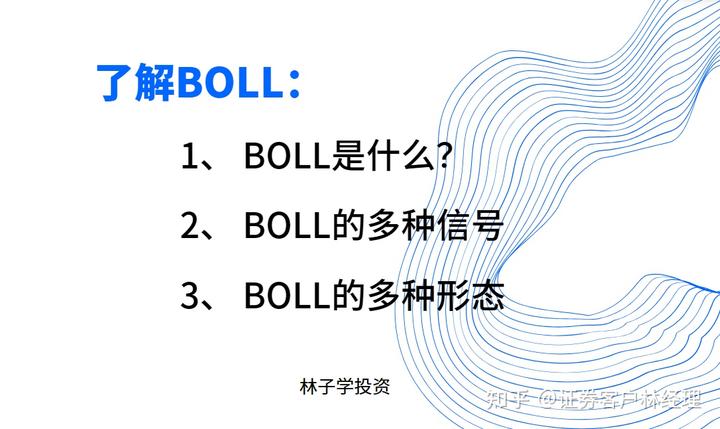 了解BOLL：
1、 BOLL是什么？
2、 BOLL的多种信号
3、 BOLL的多种形态
林子学投资
知乎 @证券客户林经理